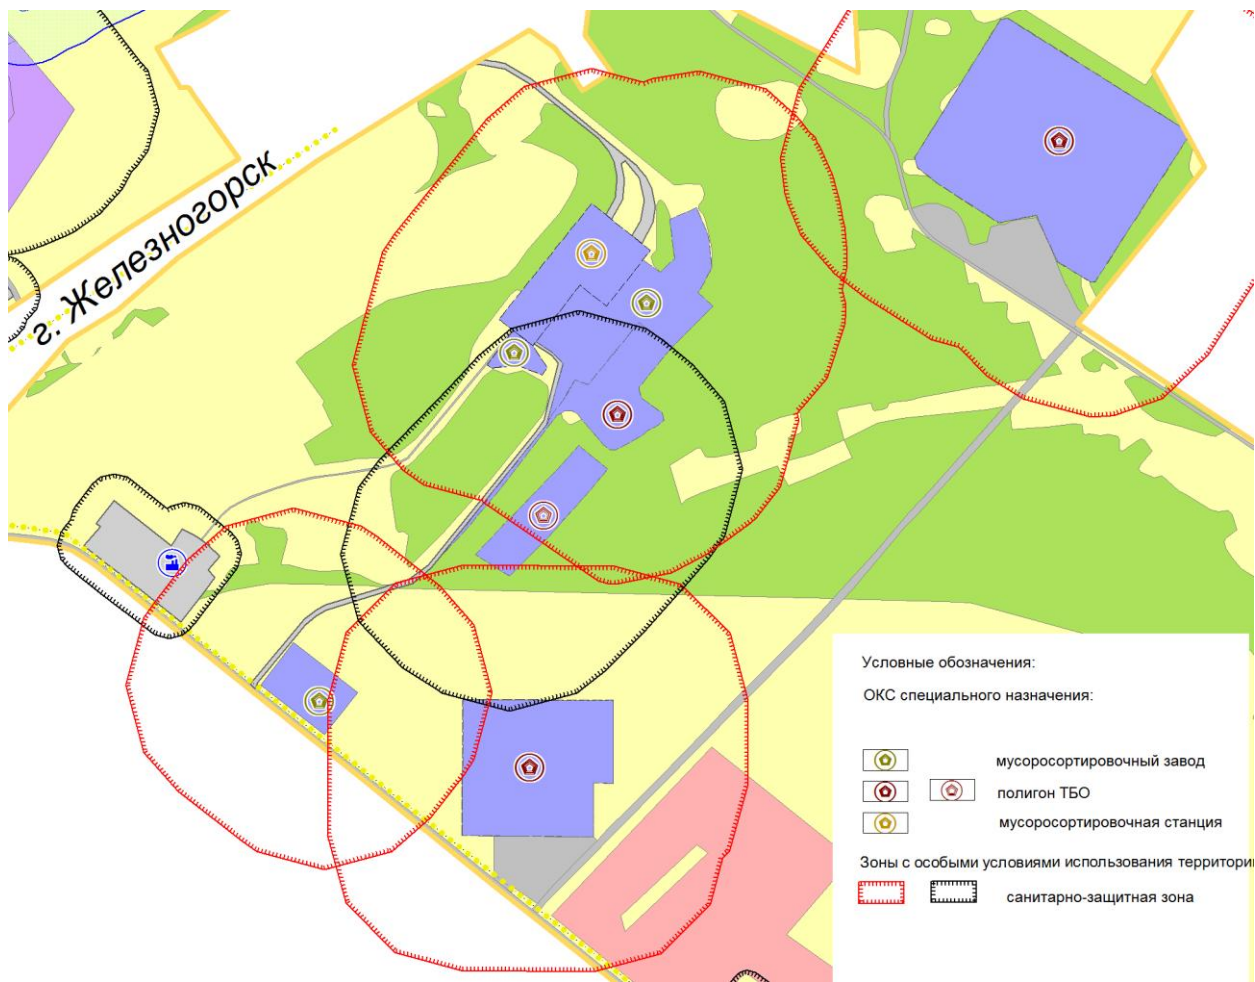 г. Железногорск
Условные обозначения:
ОКС специального назначения:
мусоросортировочный завод
полигон ТБО
мусоросортировочная станция
Зоны с особыми условиями использования территори
санитарно-защитная зона